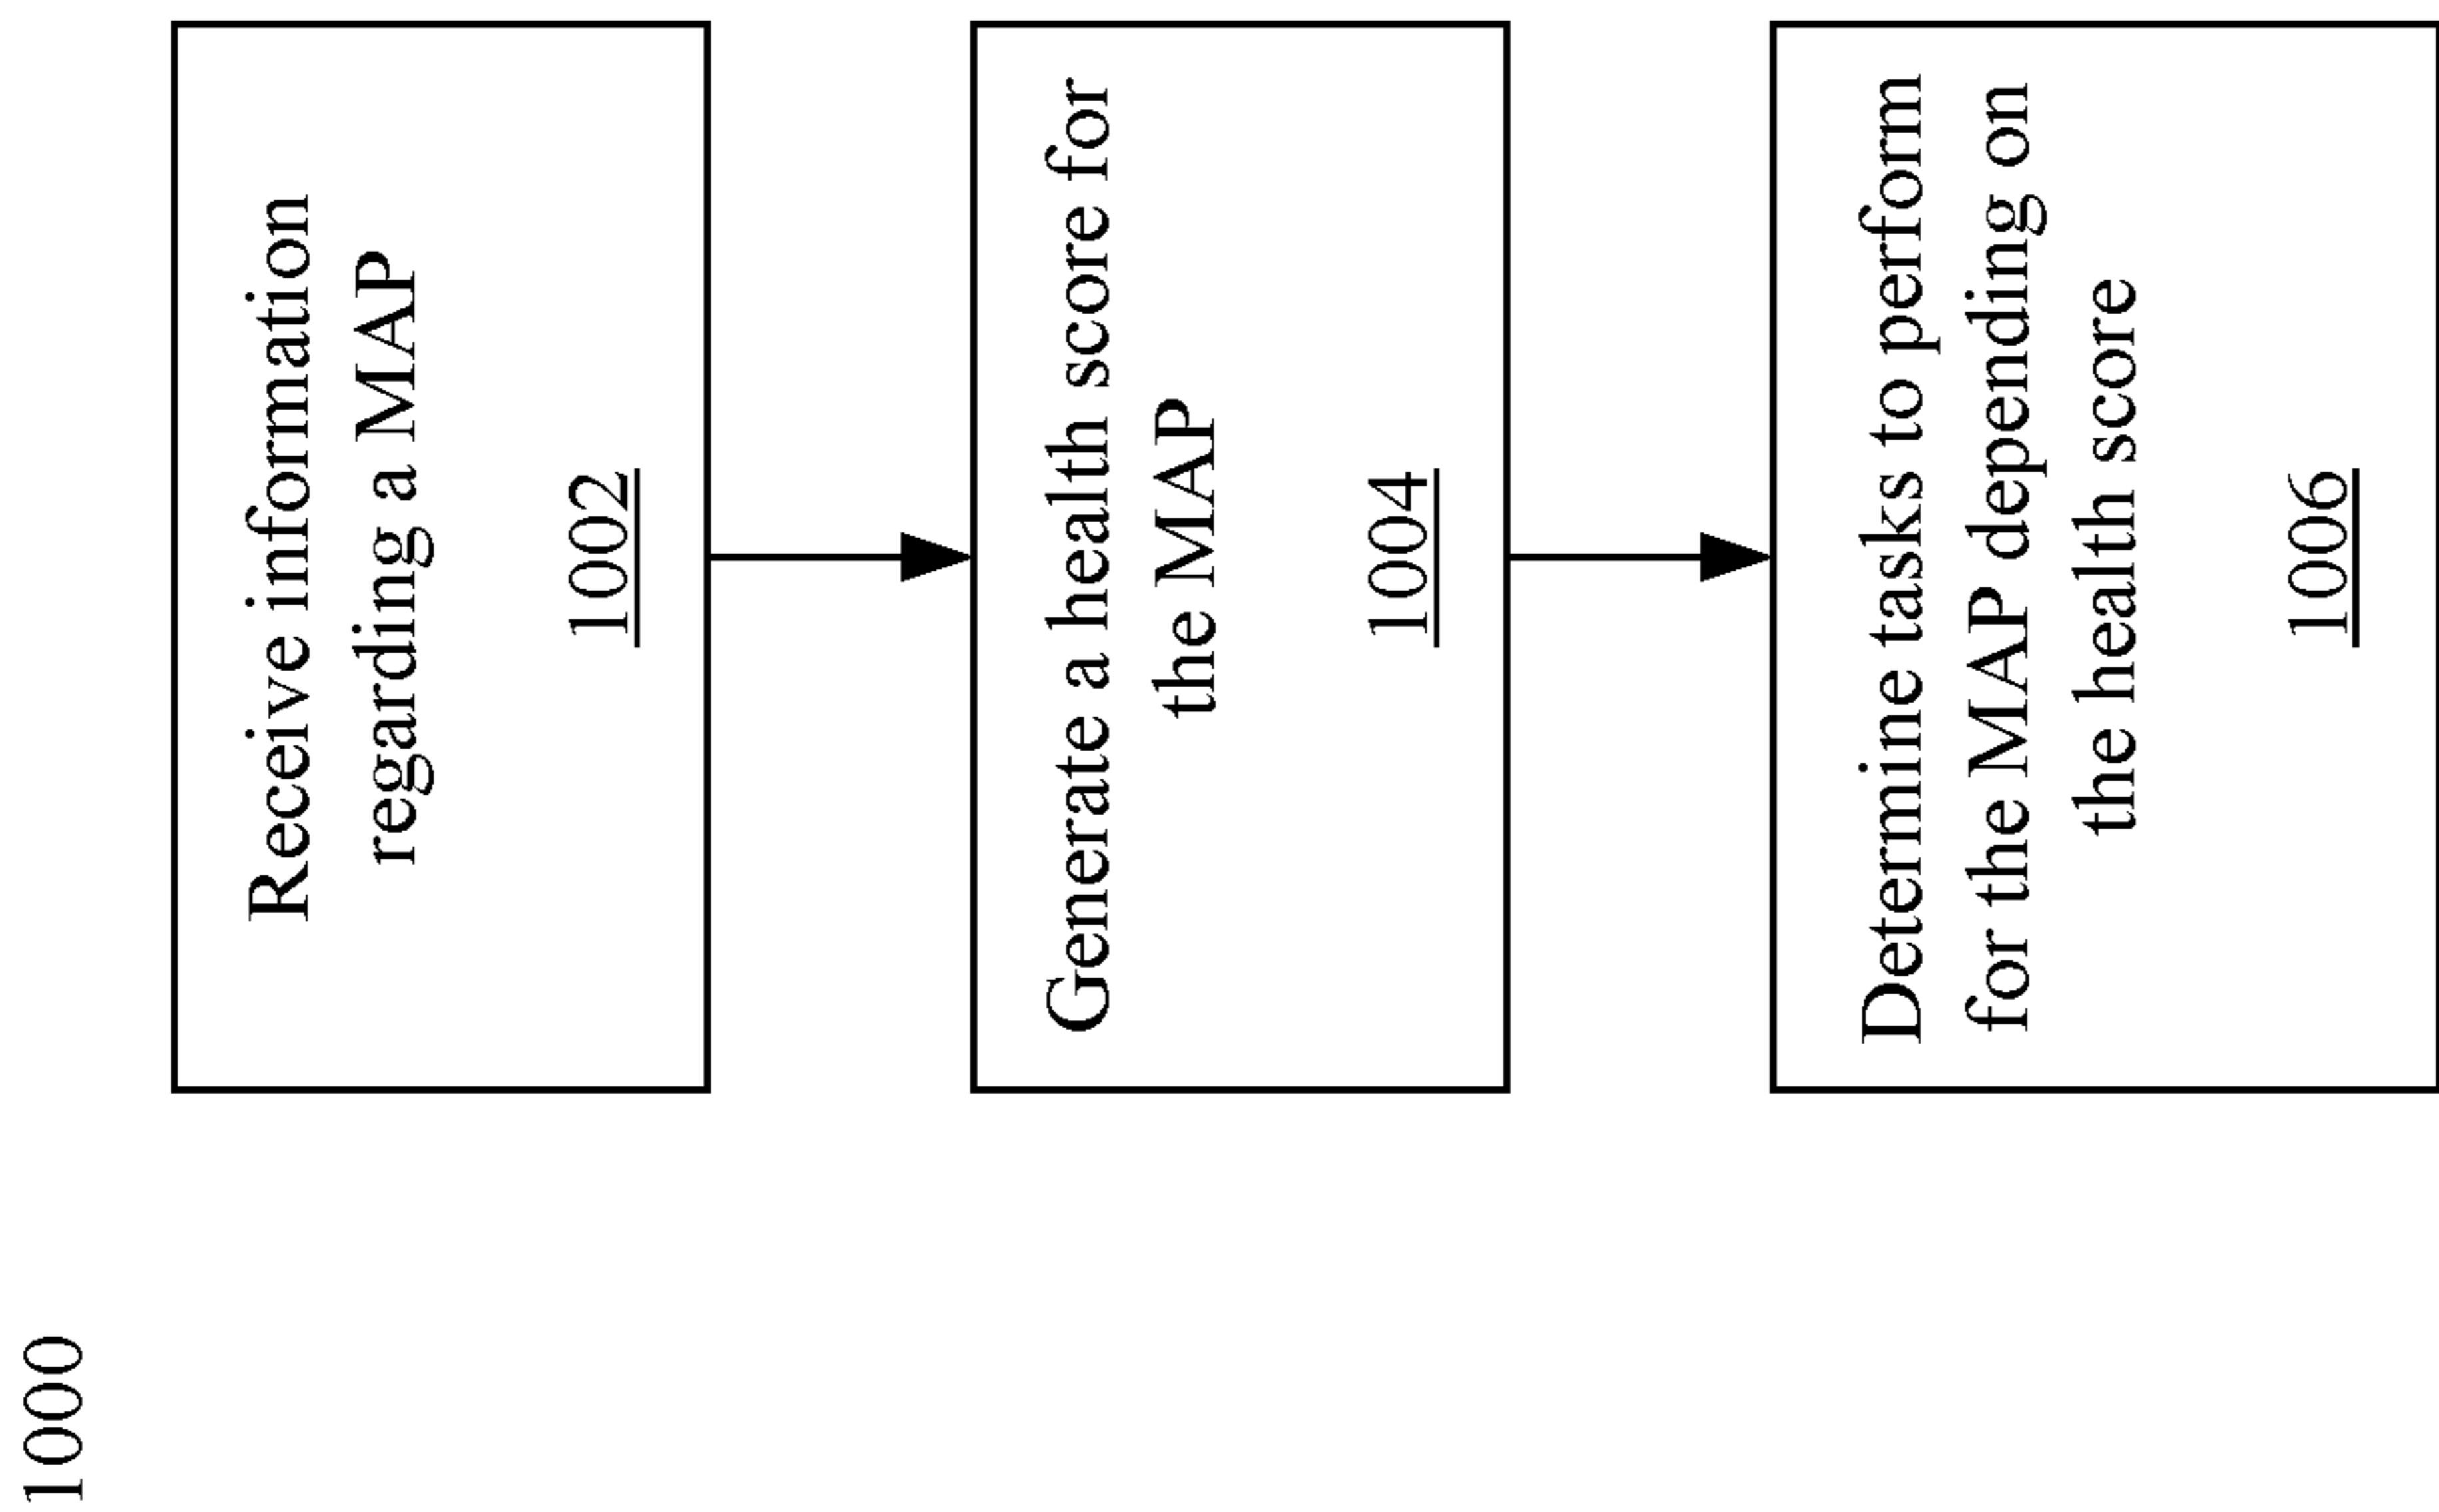 1000
Receive information
regarding a MAP
1002
Generate a health score for
the MAP
1004
Determine tasks to perform
for the MAP depending on
the health score
1006